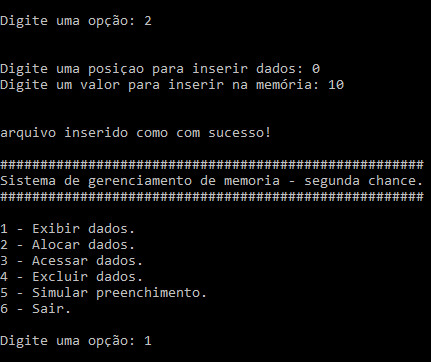 Digite uma opção: 2
Digite uma posiçao para inserir dados: 0
Digite um valor para inserir na memória: 10
arquivo inserido como com sucesso!
#####################################################
Sistema de gerenciamento de memoria - segunda chance.
#####################################################
1 - Exibir dados.
2 - Alocar dados.
3 - Acessar dados.
4 - Excluir dados.
5 - Simular preenchimento.
6 - Sair.
Digite uma opção: 1